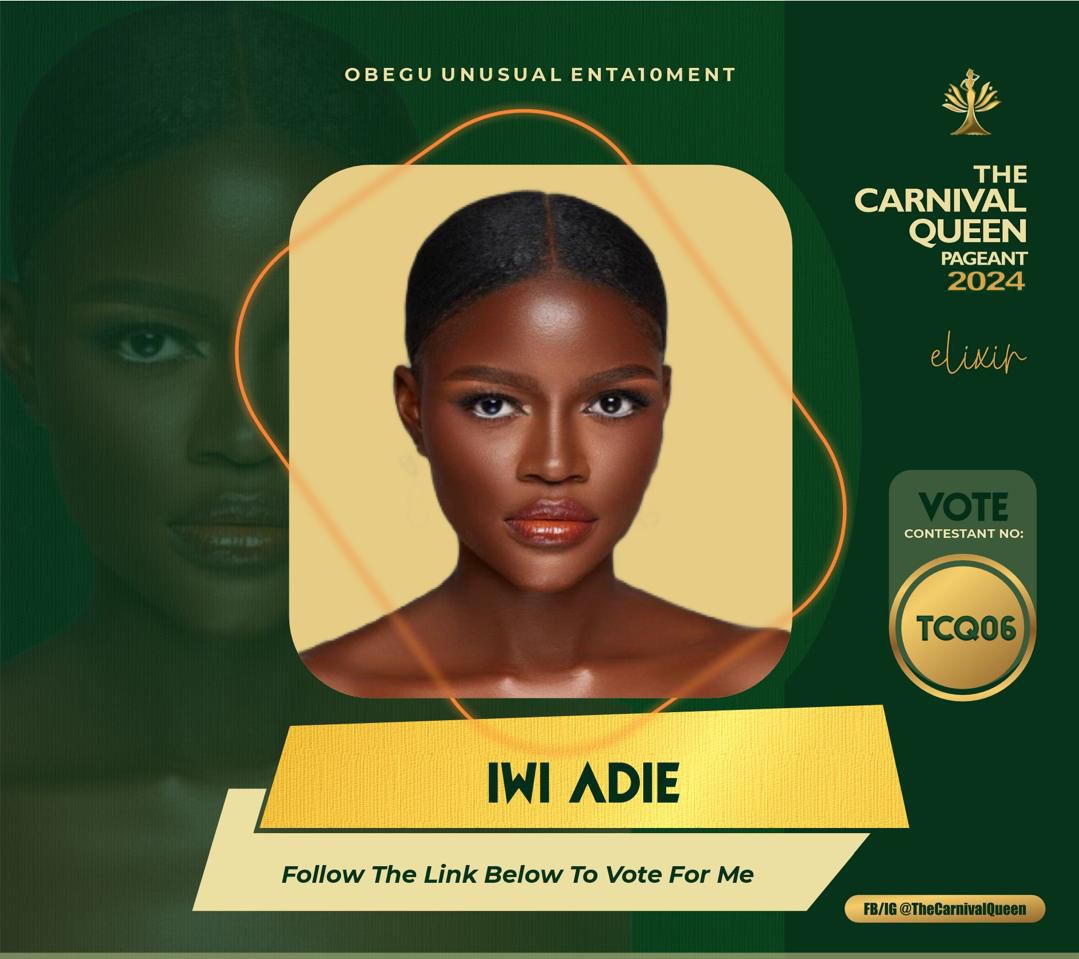 OBEGU UNUSUAL ENTA10MENT
THE
CARNIVAL
QUEEN
PAGEANT
2024
elixir
VOTE
CONTESTANT NO:
TCQ06
IWI ADIE
Follow The Link Below To Vote For Me
FB/IG @TheCarnivalQueen